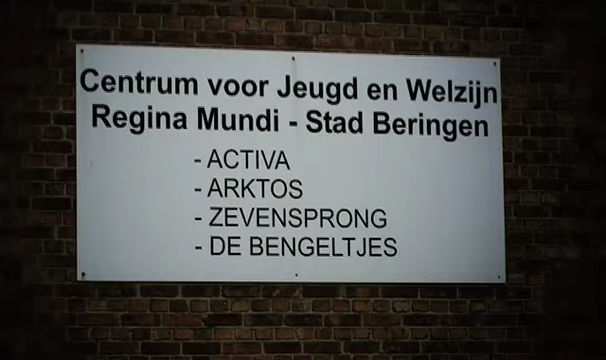 Centrum voor Jeugd en Welzijn
Regina Mundi - Stad Beringen
- ACTIVA
- ARKTOS
- ZEVENSPRONG
- DE BENGELTJES